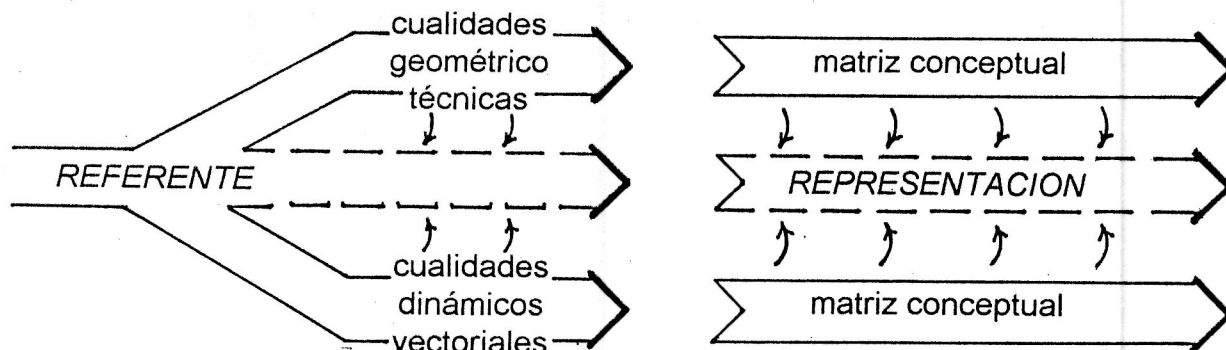 cualidades
geométrico
técnicas
REFERENTE
cualidades
dinámicos
vectoriales
matriz conceptual
REPRESENTACION
matriz conceptual